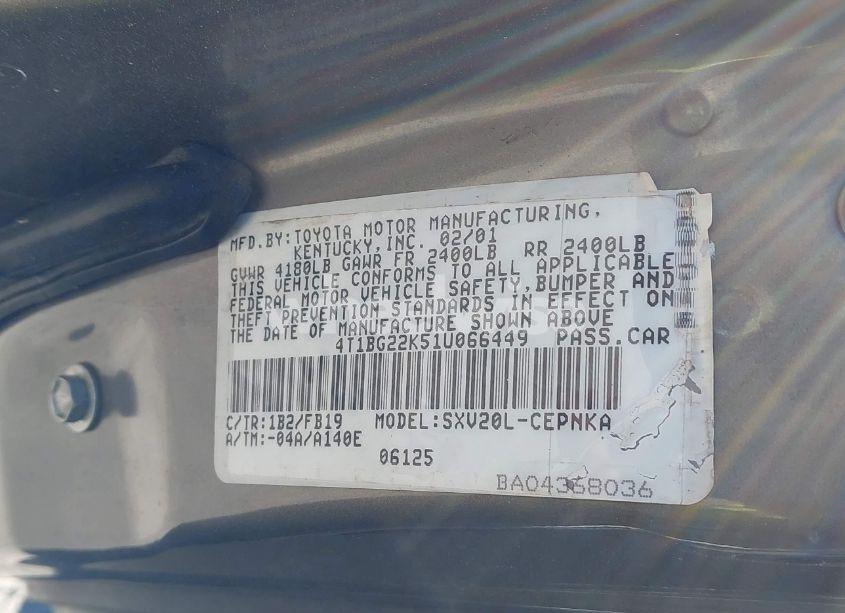 MFD.BY:TOYOTA MOTOR MANUFACTURING,
KENTUCKY,INC. 02/01
GVWR 4180LB GAWR FR 2400LB RR 2400LB
THIS VEHICLE CONFORMS TO ALL APPLICABLE
FEDERAL MOTOR VEHICLE SAFETY,BUMPER AND
THEFT PREVENTION STANDARDS IN EFFECT ON
THE DATE OF MANUFACTURE SHOWN ABOVE
4T1BG22K51U066449 PASS.CAR
C/TR:1B2/FB19 MODEL:SXV20L-CEPNKA
A/TM:-04A/A140E
06125
BA04368036